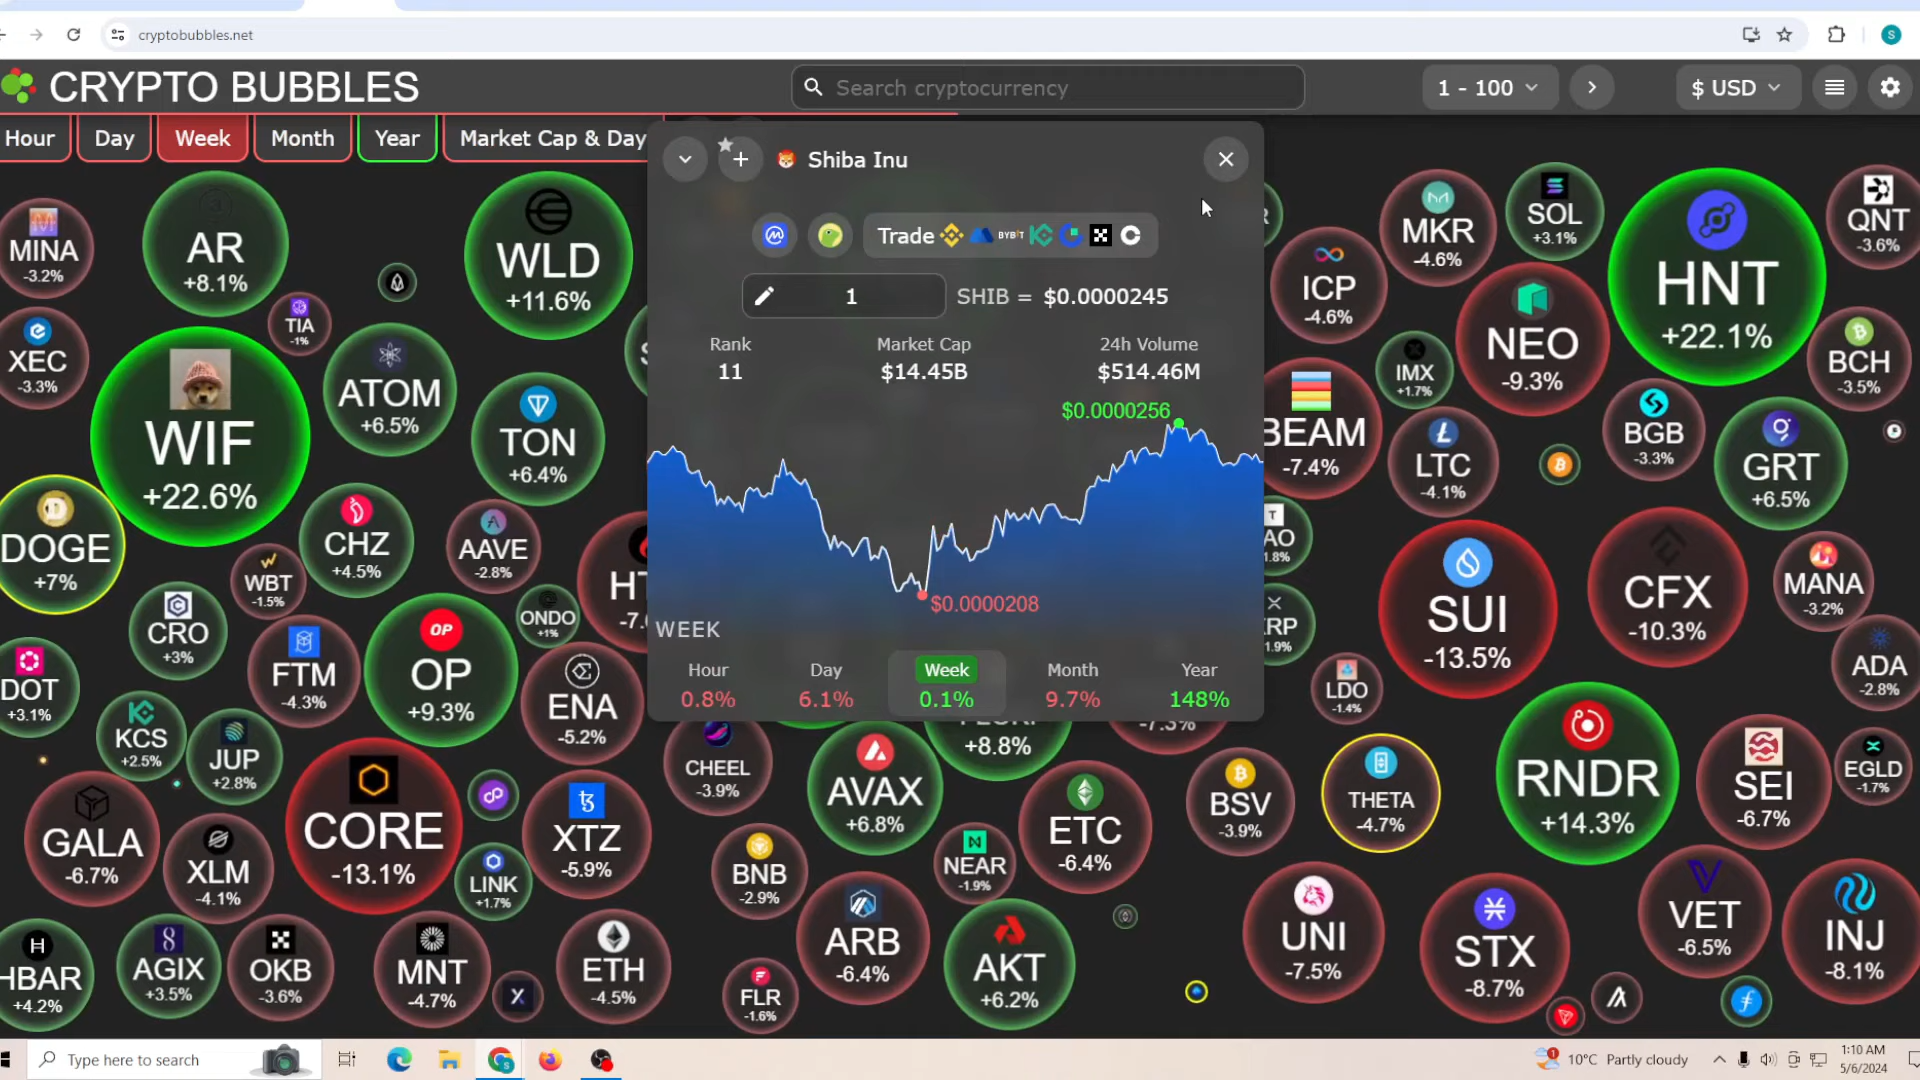 cryptobubbles.net
S
CRYPTO BUBBLES
Search cryptocurrency
1 - 100
$ USD
Hour
Day
Week
Month
Year
Market Cap & Day
Shiba Inu
Trade
BYBIT
1
SHIB = $0.0000245
Rank
Market Cap
24h Volume
11
$14.45B
$514.46M
$0.0000256
$0.0000208
WEEK
Hour
Day
Week
Month
Year
0.8%
6.1%
0.1%
9.7%
148%
MINA
-3.2%
AR
+8.1%
WLD
+11.6%
TIA
-1%
XEC
-3.3%
WIF
+22.6%
ATOM
+6.5%
TON
+6.4%
DOGE
+7%
CHZ
+4.5%
AAVE
-2.8%
WBT
-1.5%
CRO
+3%
ONDO
+1%
DOT
+3.1%
FTM
-4.3%
OP
OP
+9.3%
ENA
-5.2%
KCS
+2.5%
JUP
+2.8%
CORE
-13.1%
GALA
-6.7%
XLM
-4.1%
LINK
+1.7%
XTZ
-5.9%
HBAR
+4.2%
AGIX
+3.5%
OKB
-3.6%
MNT
-4.7%
ETH
-4.5%
CHEEL
-3.9%
AVAX
+6.8%
+8.8%
-7.3%
BNB
-2.9%
NEAR
-1.9%
ETC
-6.4%
ARB
-6.4%
FLR
-1.6%
AKT
+6.2%
BSV
-3.9%
THETA
-4.7%
UNI
-7.5%
STX
-8.7%
RNDR
+14.3%
SEI
-6.7%
EGLD
-1.7%
VET
-6.5%
INJ
-8.1%
LDO
-1.4%
SUI
-13.5%
CFX
-10.3%
MANA
-3.2%
ADA
-2.8%
BEAM
-7.4%
LTC
-4.1%
BGB
-3.3%
GRT
+6.5%
IMX
+1.7%
NEO
-9.3%
ICP
-4.6%
MKR
-4.6%
SOL
+3.1%
HNT
+22.1%
QNT
-3.6%
BCH
-3.5%
Type here to search
10°C Partly cloudy
1:10 AM
5/6/2024